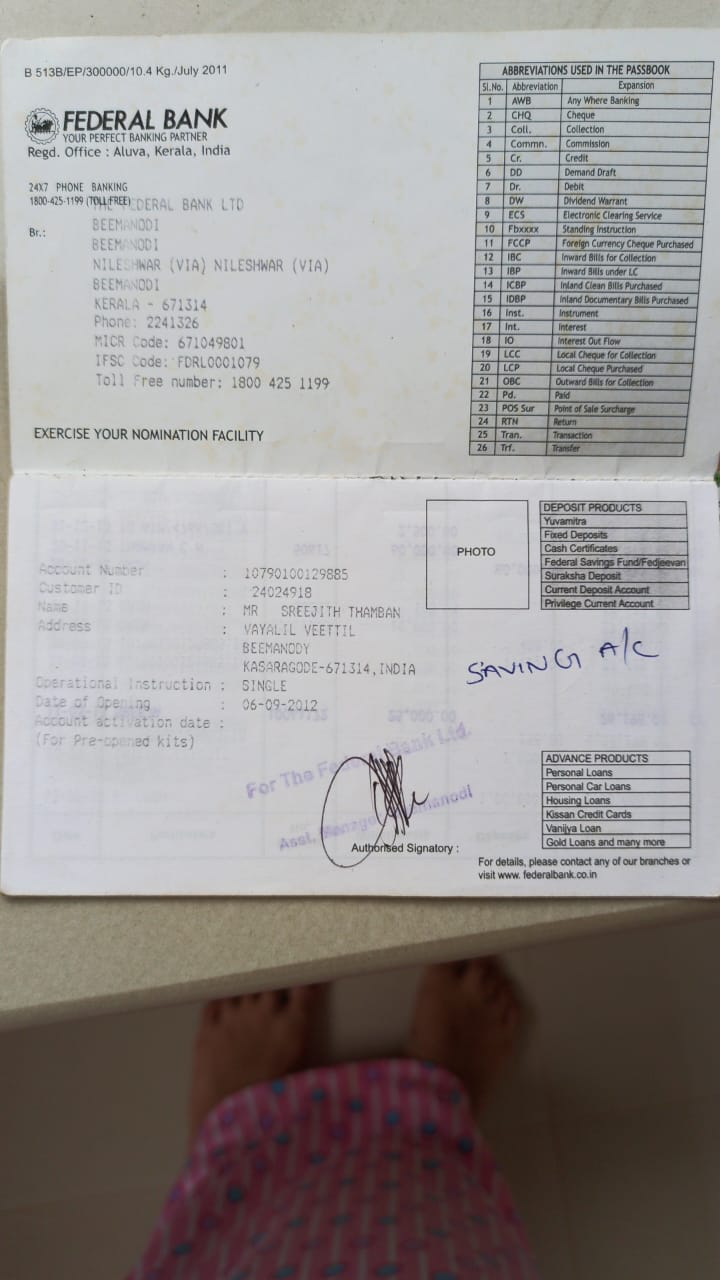 B 513B/EP/300000/10.4 Kg./July 2011
FEDERAL BANK
YOUR PERFECT BANKING PARTNER
Regd. Office : Aluva, Kerala, India
24X7 PHONE BANKING
1800-425-1199 (TOLL FREE)
THE FEDERAL BANK LTD
Br.:
BEEMANODI
BEEMANODI
NILESHWAR (VIA) NILESHWAR (VIA)
BEEMANODI
KERALA - 671314
Phone: 2241326
MICR Code: 671049801
IFSC Code: FDRL0001079
Toll Free number: 1800 425 1199
EXERCISE YOUR NOMINATION FACILITY
ABBREVIATIONS USED IN THE PASSBOOK
Sl.No. Abbreviation Expansion
1 AWB Any Where Banking
2 CHQ Cheque
3 Coll. Collection
4 Commn. Commission
5 Cr. Credit
6 DD Demand Draft
7 Dr. Debit
8 DW Dividend Warrant
9 ECS Electronic Clearing Service
10 Fbxxxx Standing Instruction
11 FCCP Foreign Currency Cheque Purchased
12 IBC Inward Bills for Collection
13 IBP Inward Bills under LC
14 ICBP Inland Clean Bills Purchased
15 IDBP Inland Documentary Bills Purchased
16 Inst. Instrument
17 Int. Interest
18 IO Interest Out Flow
19 LCC Local Cheque for Collection
20 LCP Local Cheque Purchased
21 OBC Outward Bills for Collection
22 Pd. Paid
23 POS Sur Point of Sale Surcharge
24 RTN Return
25 Tran. Transaction
26 Trf. Transfer
PHOTO
DEPOSIT PRODUCTS
Yuvamitra
Fixed Deposits
Cash Certificates
Federal Savings Fund/Fedjeevan
Suraksha Deposit
Current Deposit Account
Privilege Current Account
Account Number : 10790100129885
Customer ID : 24024918
Name : MR SREEJITH THAMBAN
Address : VAYALIL VEETTIL
BEEMANODY
KASARAGODE-671314,INDIA
Operational Instruction : SINGLE
Date of Opening : 06-09-2012
Account activation date :
(For Pre-opened kits)
SAVING A/C
For The Federal Bank Ltd.
Authorised Signatory :
ADVANCE PRODUCTS
Personal Loans
Personal Car Loans
Housing Loans
Kissan Credit Cards
Vanijya Loan
Gold Loans and many more
For details, please contact any of our branches or
visit www. federalbank.co.in